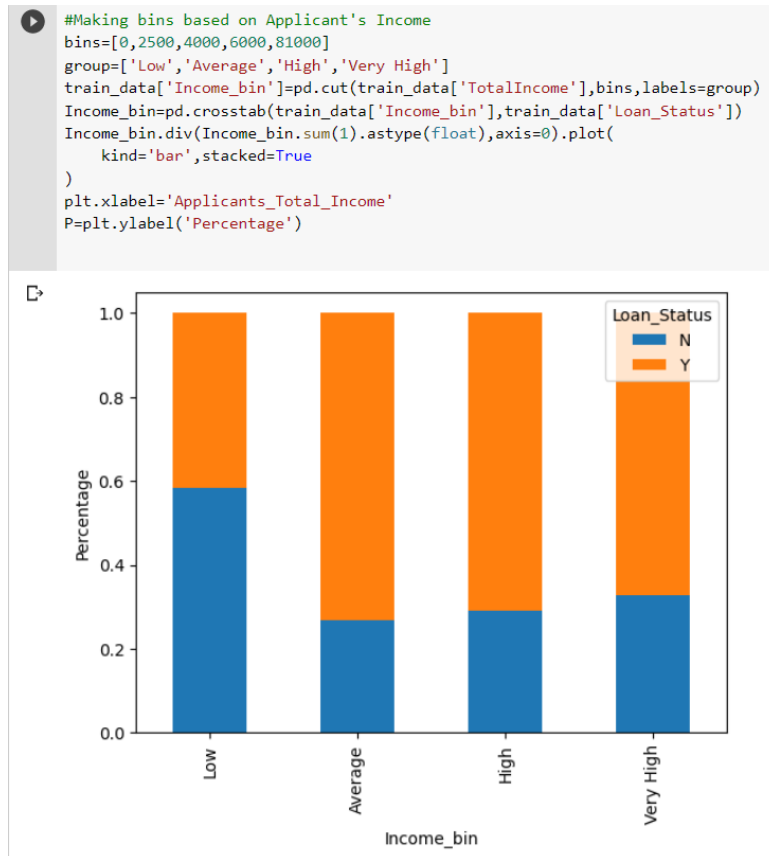 #Making bins based on Applicant's Income
bins=[0,2500,4000,6000,81000]
group=['Low','Average','High','Very High']
train_data['Income_bin']=pd.cut(train_data['TotalIncome'],bins,labels=group)
Income_bin=pd.crosstab(train_data['Income_bin'],train_data['Loan_Status'])
Income_bin.div(Income_bin.sum(1).astype(float),axis=0).plot(
    kind='bar',stacked=True
)
plt.xlabel='Applicants_Total_Income'
P=plt.ylabel('Percentage')
Loan_Status
N
Y
1.0
0.8
0.6
0.4
0.2
0.0
Percentage
Low
Average
High
Very High
Income_bin